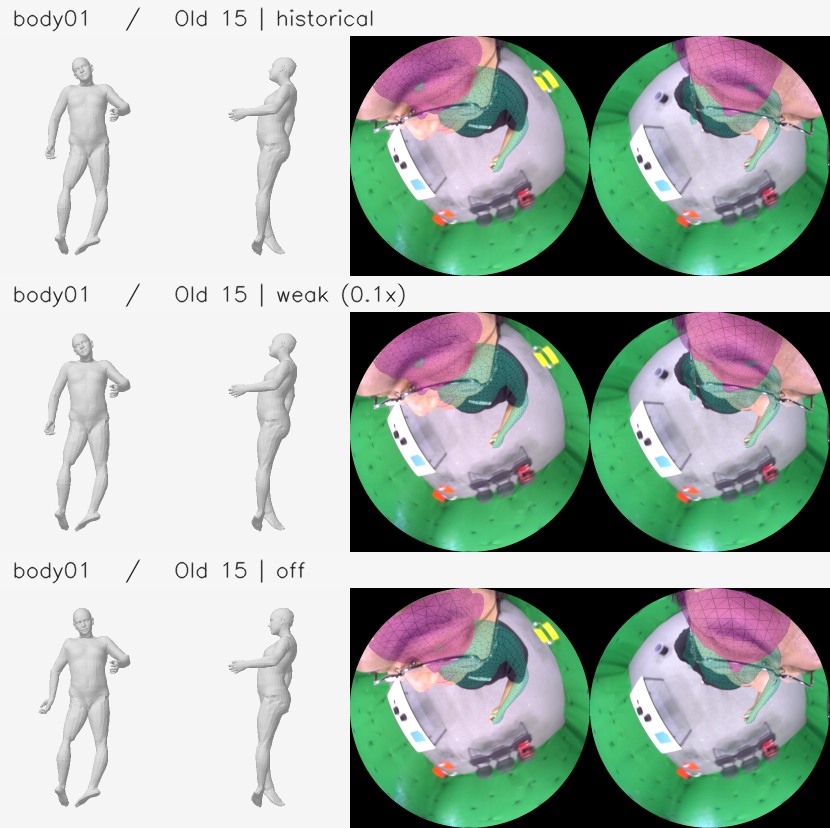 body01 / Old 15 | historical
body01 / Old 15 | weak (0.1x)
body01 / Old 15 | off